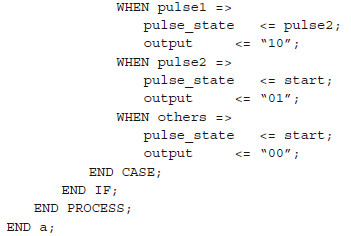 WHEN pulse1 =>
pulse_state <= pulse2;
output <= “10”;
WHEN pulse2 =>
pulse_state <= start;
output <= “01”;
WHEN others =>
pulse_state <= start;
output <= “00”;
END CASE;
END IF;
END PROCESS;
END a;